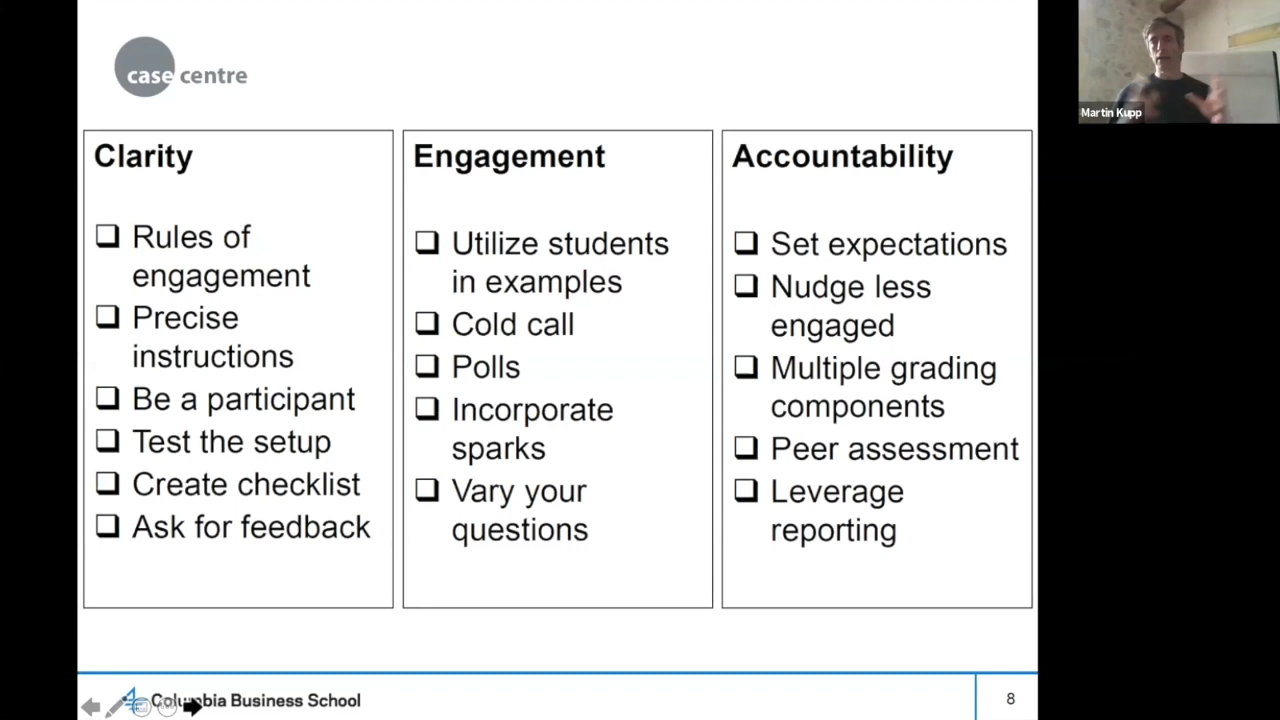 case centre
Martin Kupp
Clarity
Rules of
engagement
Precise
instructions
Be a participant
Test the setup
Create checklist
Ask for feedback
Engagement
Utilize students
in examples
Cold call
Polls
Incorporate
sparks
Vary your
questions
Accountability
Set expectations
Nudge less
engaged
Multiple grading
components
Peer assessment
Leverage
reporting
Columbia Business School
8